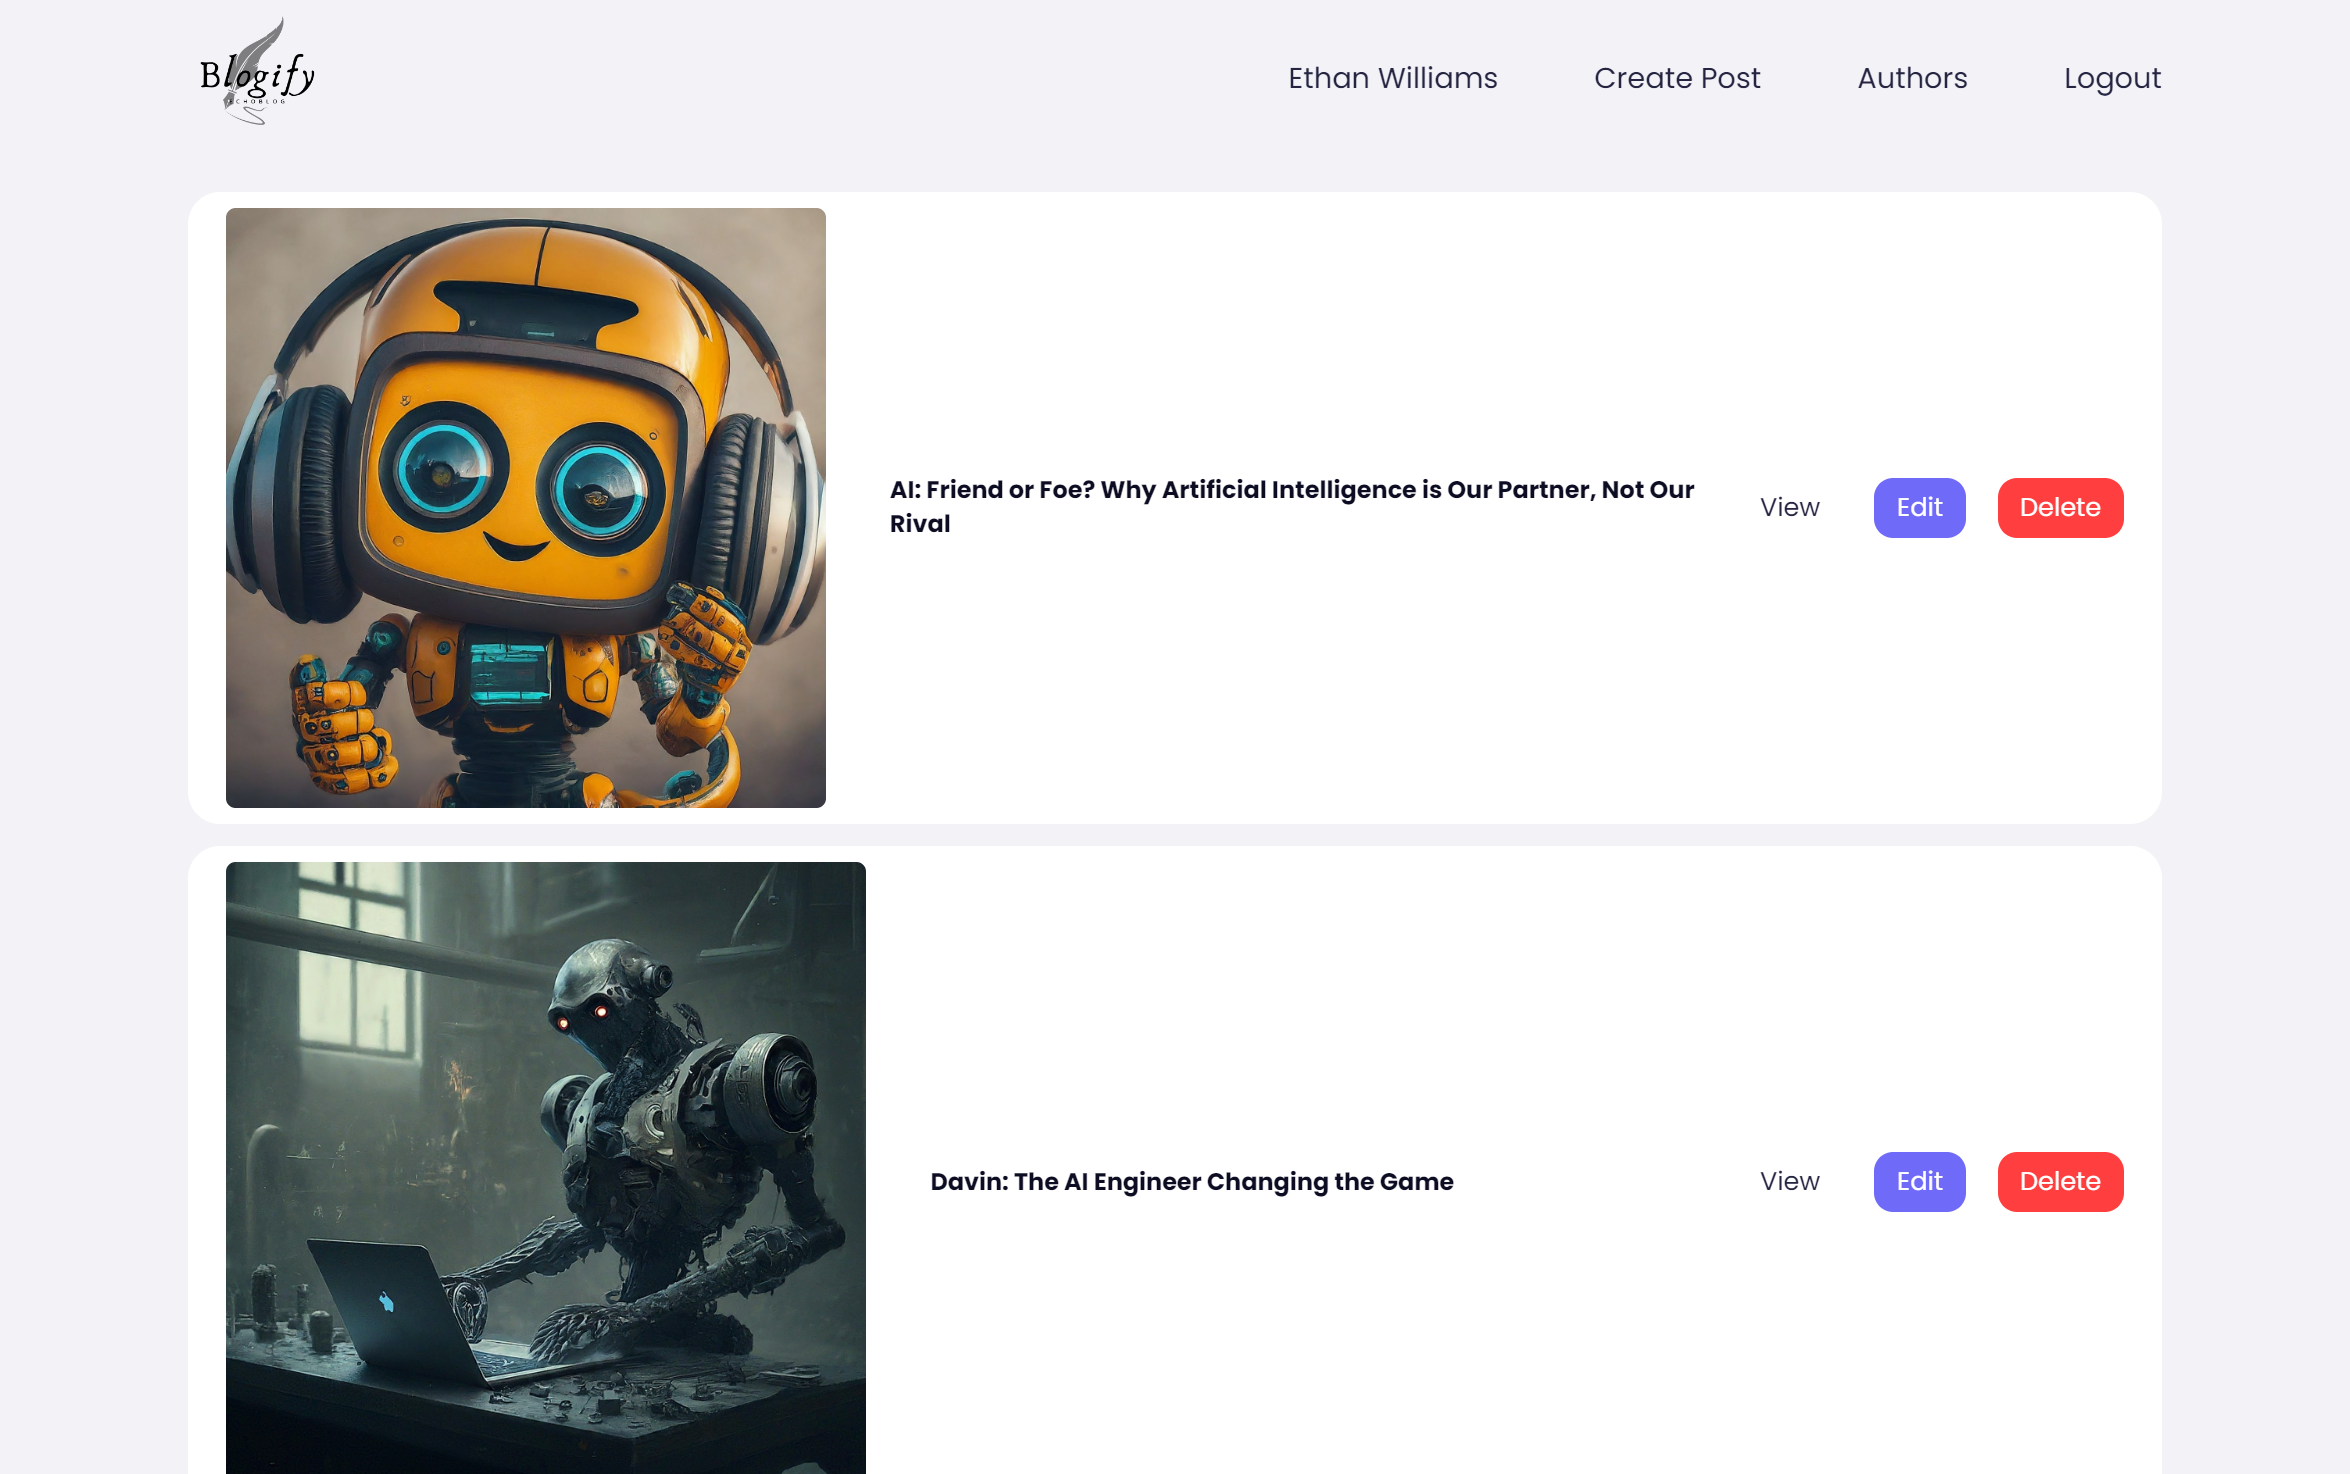 Blogify
ECHOBLOG
Ethan Williams
Create Post
Authors
Logout
AI: Friend or Foe? Why Artificial Intelligence is Our Partner, Not Our
Rival
View
Edit
Delete
Davin: The AI Engineer Changing the Game
View
Edit
Delete